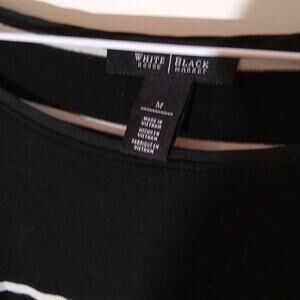 WHITE | BLACK
HOUSE MARKET
M
MADE IN
VIETNAM
HECHO EN
VIETNAM
FABRIQUÉ EN
VIETNAM